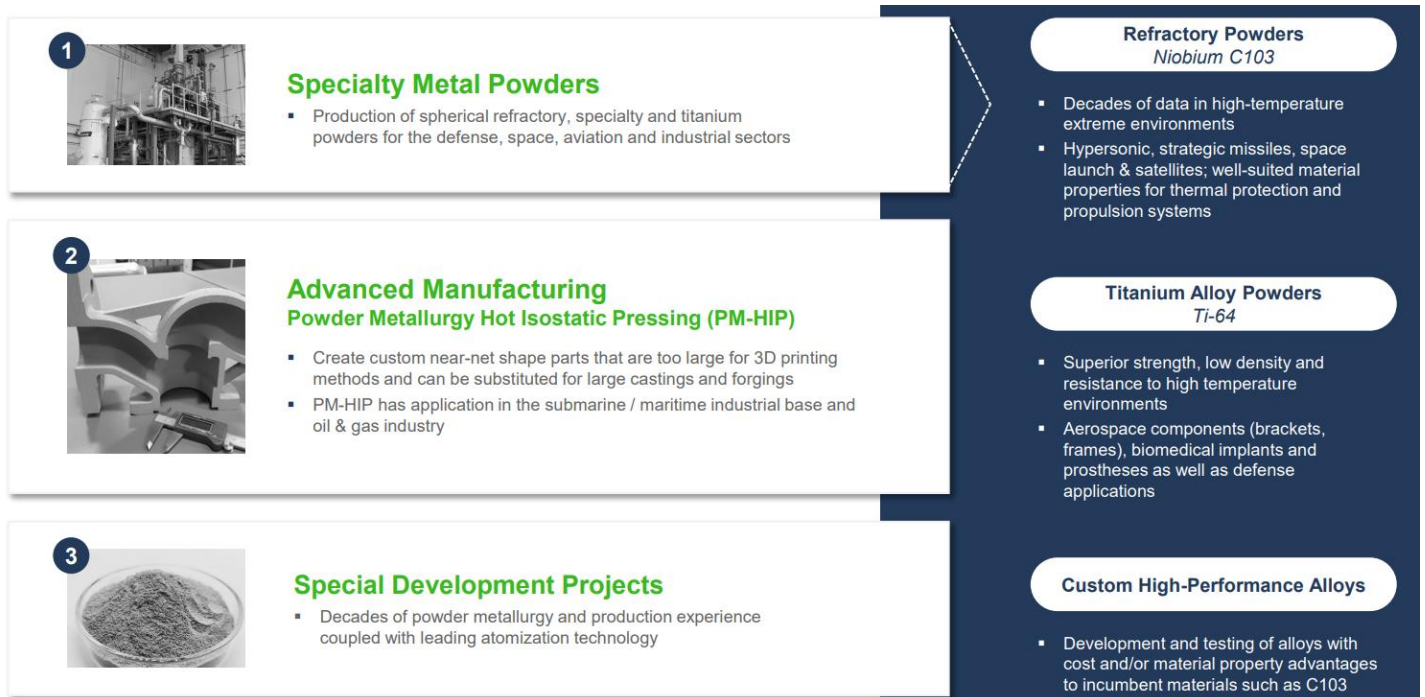 1
Specialty Metal Powders
▪ Production of spherical refractory, specialty and titanium
powders for the defense, space, aviation and industrial sectors
2
Advanced Manufacturing
Powder Metallurgy Hot Isostatic Pressing (PM-HIP)
▪ Create custom near-net shape parts that are too large for 3D printing
methods and can be substituted for large castings and forgings
▪ PM-HIP has application in the submarine / maritime industrial base and
oil & gas industry
3
Special Development Projects
▪ Decades of powder metallurgy and production experience
coupled with leading atomization technology
Refractory Powders
Niobium C103
▪ Decades of data in high-temperature
extreme environments
▪ Hypersonic, strategic missiles, space
launch & satellites; well-suited material
properties for thermal protection and
propulsion systems
Titanium Alloy Powders
Ti-64
▪ Superior strength, low density and
resistance to high temperature
environments
▪ Aerospace components (brackets,
frames), biomedical implants and
prostheses as well as defense
applications
Custom High-Performance Alloys
▪ Development and testing of alloys with
cost and/or material property advantages
to incumbent materials such as C103